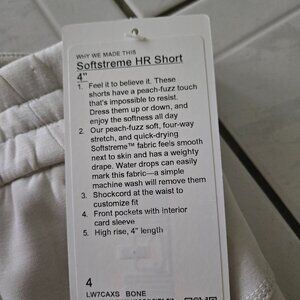 WHY WE MADE THIS
Softstreme HR Short
4"
1. Feel it to believe it. These
shorts have a peach-fuzz touch
that's impossible to resist.
Dress them up or down, and
enjoy the softness all day
2. Our peach-fuzz soft, four-way
stretch, and quick-drying
Softstreme™ fabric feels smooth
next to skin and has a weighty
drape. Water drops can easily
mark this fabric—a simple
machine wash will remove them
3. Shockcord at the waist to
customize fit
4. Front pockets with interior
card sleeve
5. High rise, 4" length
4
LW7CAXS BONE